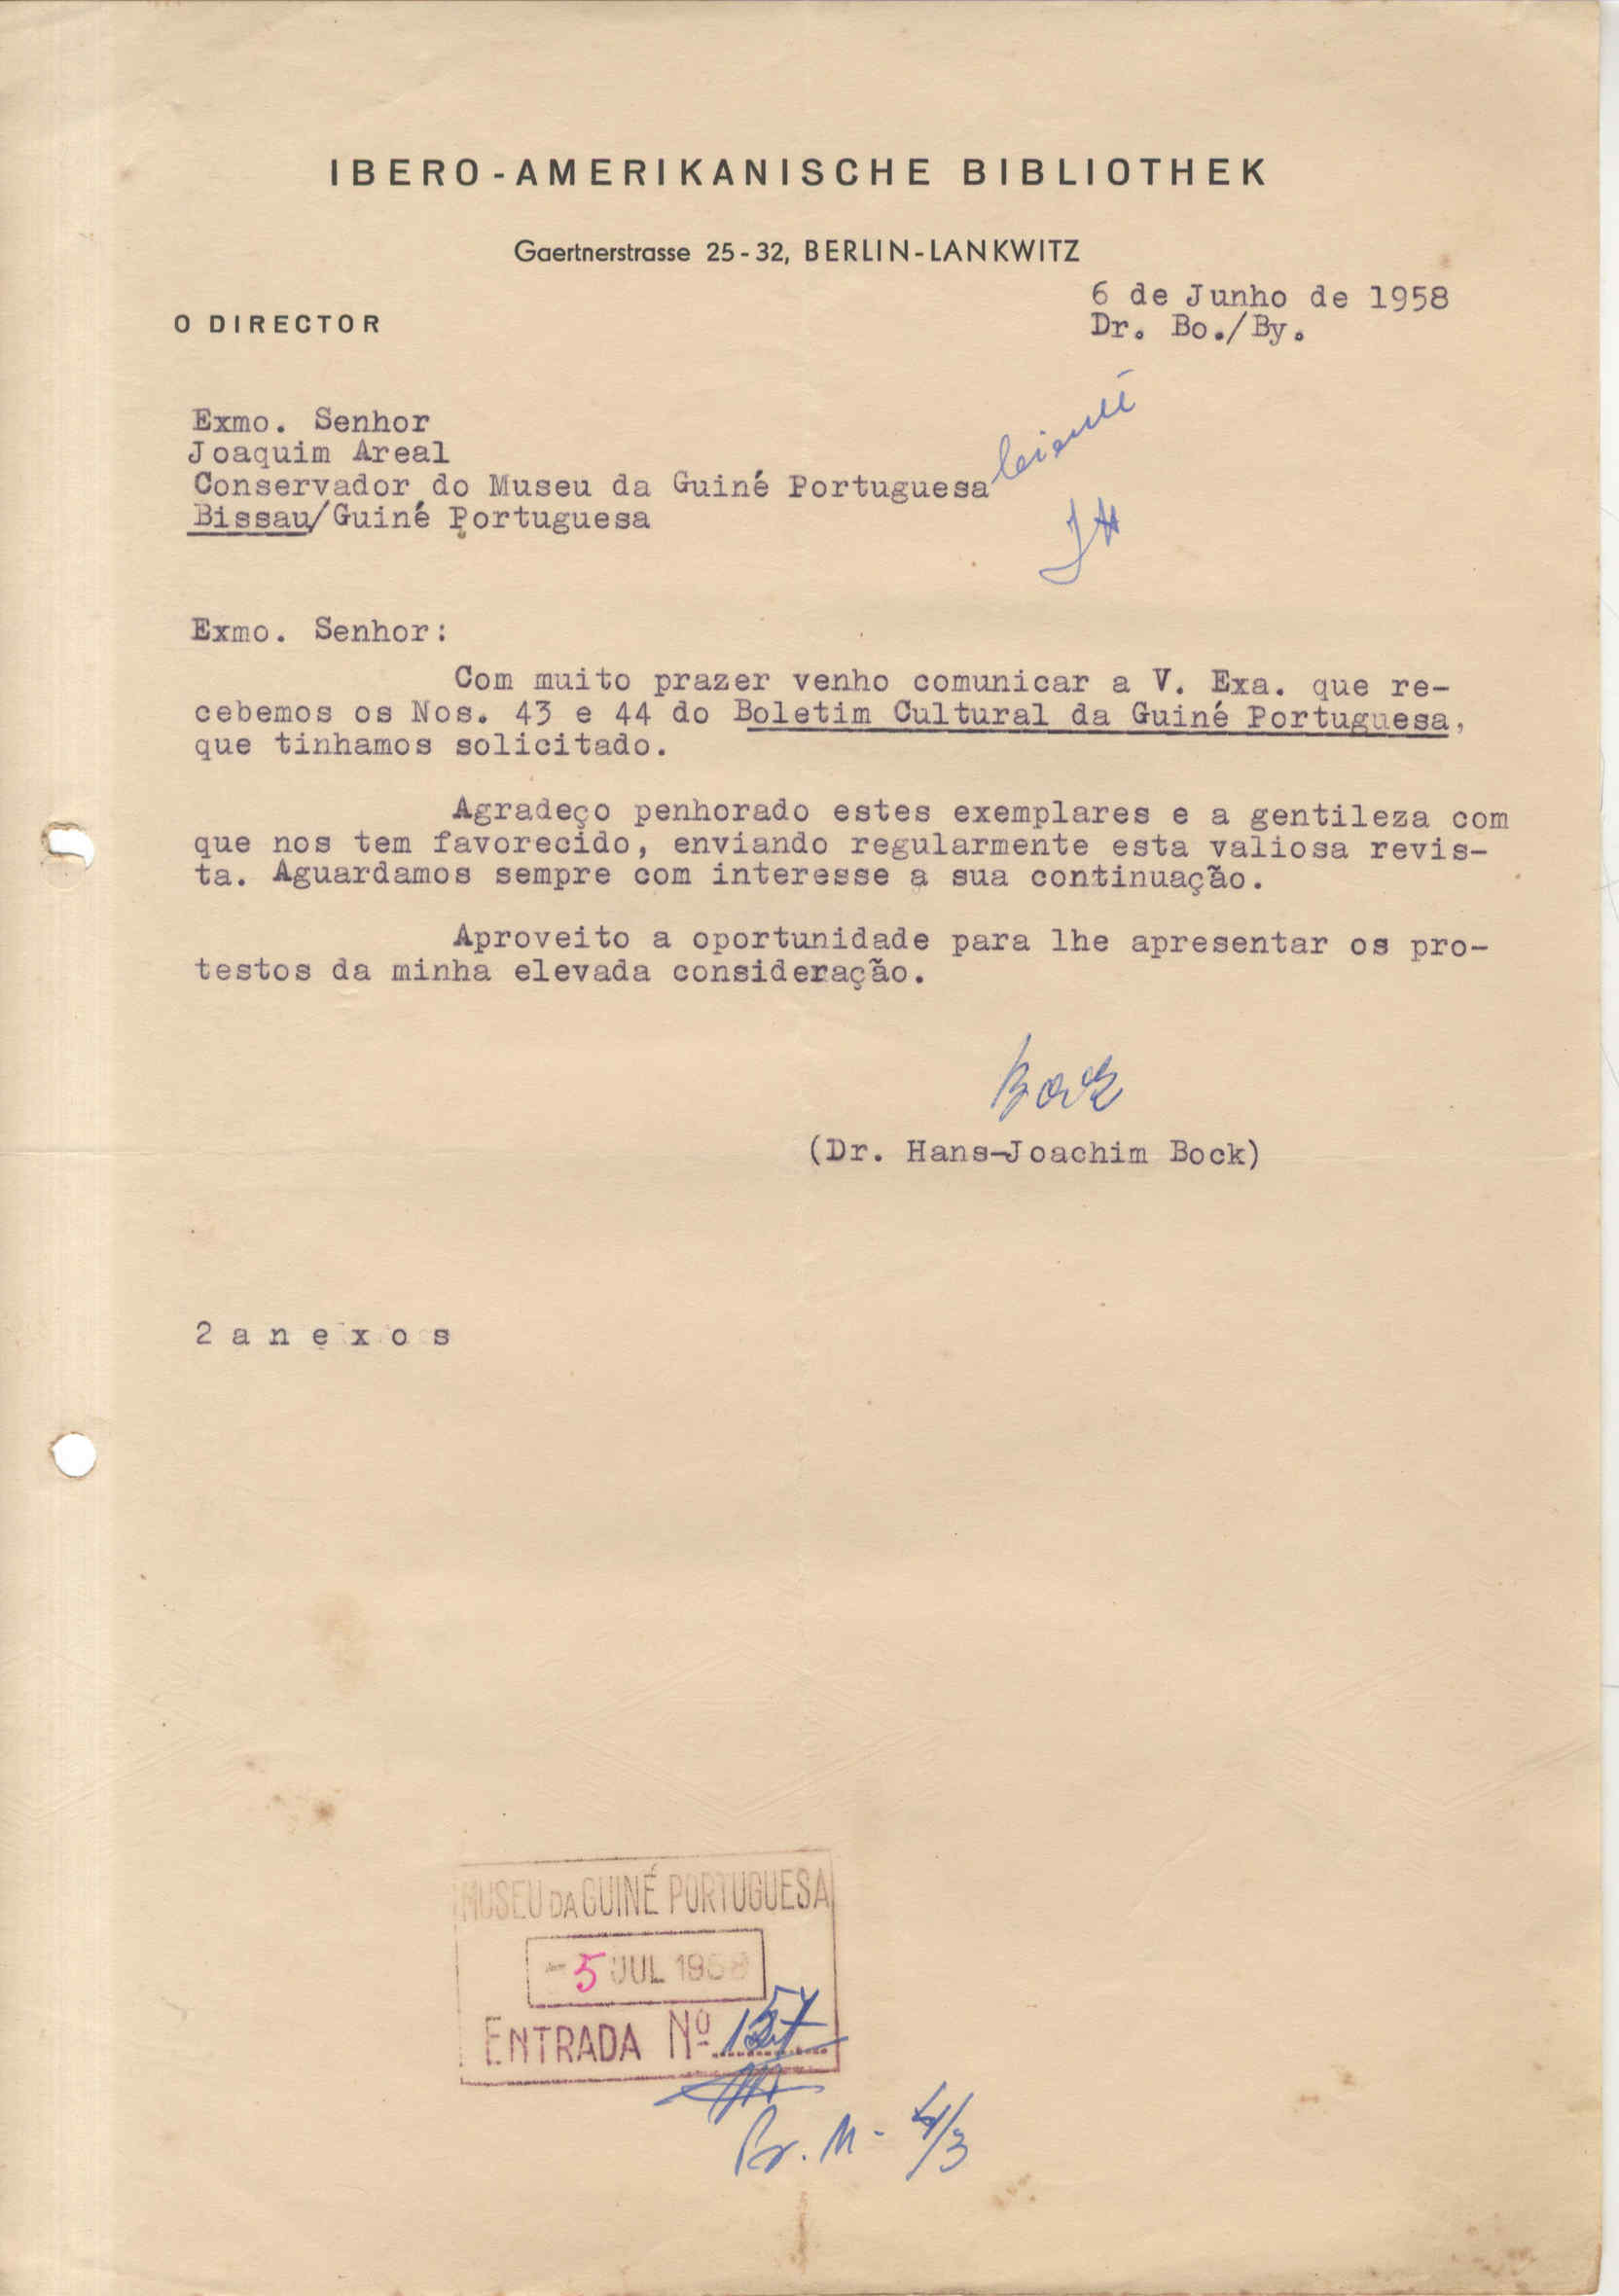 IBERO-AMERIKANISCHE BIBLIOTHEK
Gaertnerstrasse 25-32, BERLIN-LANKWITZ
6 de Junho de 1958
O DIRECTOR
Dr. Bo./By.
Exmo. Senhor
Joaquim Areal
Conservador do Museu da Guiné Portuguesa
Bissau/Guiné Portuguesa
Exmo. Senhor:
Com muito prazer venho comunicar a V. Exa. que re-
cebemos os Nos. 43 e 44 do Boletim Cultural da Guiné Portuguesa,
que tinhamos solicitado.
Agradeço penhorado estes exemplares e a gentileza com
que nos tem favorecido, enviando regularmente esta valiosa revis-
ta. Aguardamos sempre com interesse a sua continuação.
Aproveito a oportunidade para lhe apresentar os pro-
testos da minha elevada consideração.
Bock
(Dr. Hans-Joachim Bock)
2 a n e x o s
MUSEU DA GUINÉ PORTUGUESA
-5 JUL 1958
ENTRADA Nº
4/3